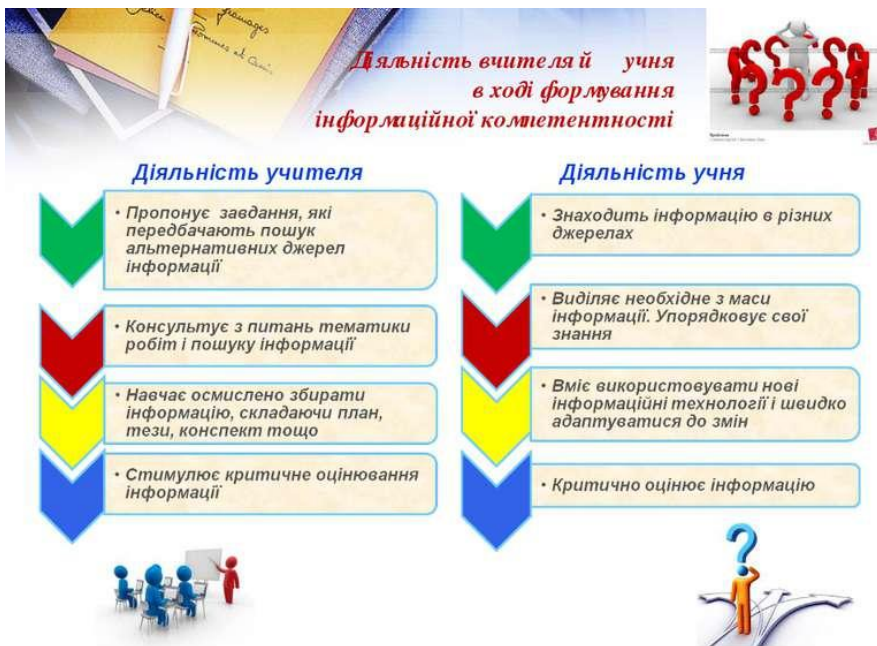 Діяльність вчителя й учня
в ході формування
інформаційної компетентності
Діяльність учителя
• Пропонує завдання, які
передбачають пошук
альтернативних джерел
інформації
• Консультує з питань тематики
робіт і пошуку інформації
• Навчає осмислено збирати
інформацію, складаючи план,
тези, конспект тощо
• Стимулює критичне оцінювання
інформації
Діяльність учня
• Знаходить інформацію в різних
джерелах
• Виділяє необхідне з маси
інформації. Упорядковує свої
знання
• Вміє використовувати нові
інформаційні технології і швидко
адаптуватися до змін
• Критично оцінює інформацію